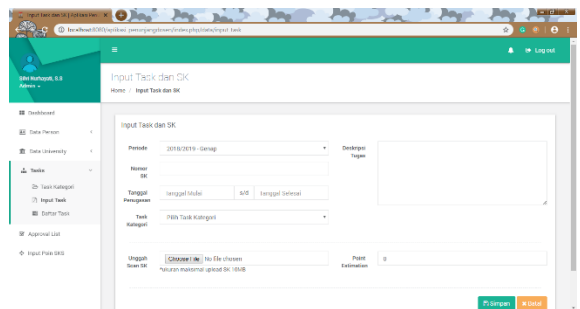 Input Task dan SK | Aplikasi Pen
localhost:8080/aplikasi_penunjangdosen/index.php/data/input_task
Log out
Siti Nurhayati, S.S
Admin
Input Task dan SK
Home / Input Task dan SK
Dashboard
Data Person
Data University
Tasks
Task Kategori
Input Task
Daftar Task
Approval List
Input Poin SKS
Input Task dan SK
Periode
2018/2019 - Genap
Deskripsi Tugas
Nomor SK
Tanggal Penugasan
Tanggal Mulai
s/d
Tanggal Selesai
Task Kategori
Pilih Task Kategori
Unggah Scan SK
Choose File No file chosen
*ukuran maksimal upload SK 10MB
Point Estimation
0
Simpan
Batal